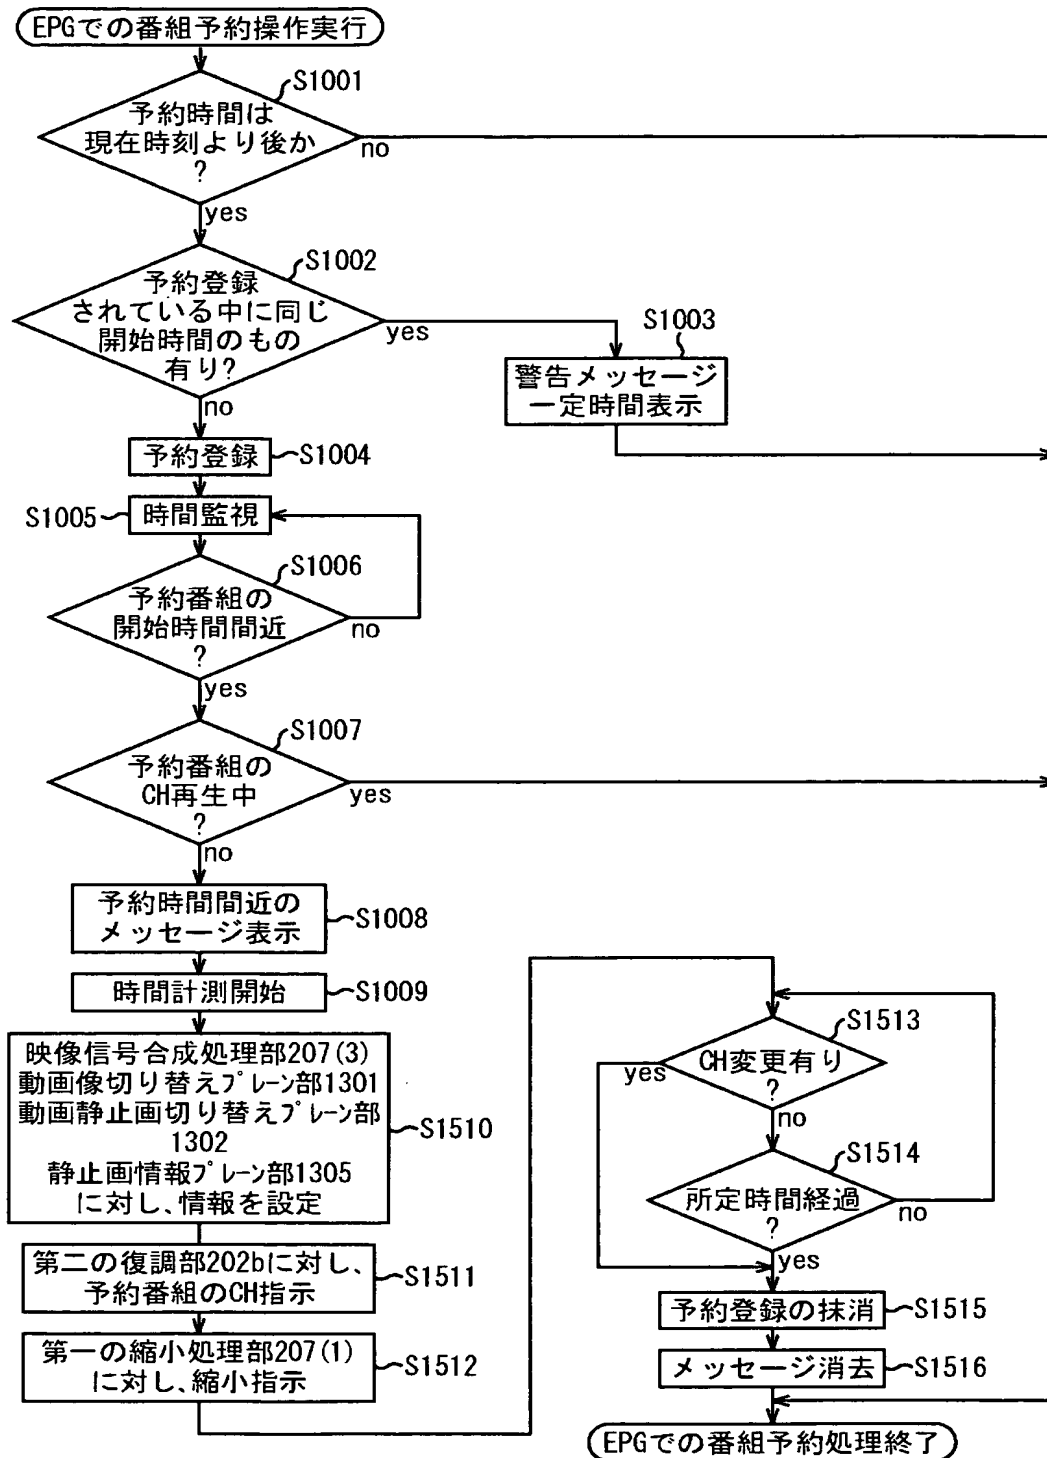 EPGでの番組予約操作実行
S1001
予約時間は
現在時刻より後か
?
no
yes
S1002
予約登録
されている中に同じ
開始時間のもの
有り?
yes
no
S1003
警告メッセージ
一定時間表示
予約登録
S1004
S1005
時間監視
S1006
予約番組の
開始時間間近
?
no
yes
S1007
予約番組の
CH再生中
?
yes
no
予約時間間近の
メッセージ表示
S1008
時間計測開始
S1009
映像信号合成処理部207(3)
動画像切り替えプレーン部1301
動画静止画切り替えプレーン部
1302
静止画情報プレーン部1305
に対し、情報を設定
S1510
第二の復調部202bに対し、
予約番組のCH指示
S1511
第一の縮小処理部207(1)
に対し、縮小指示
S1512
S1513
CH変更有り
?
yes
no
S1514
所定時間経過
?
no
yes
予約登録の抹消
S1515
メッセージ消去
S1516
EPGでの番組予約処理終了